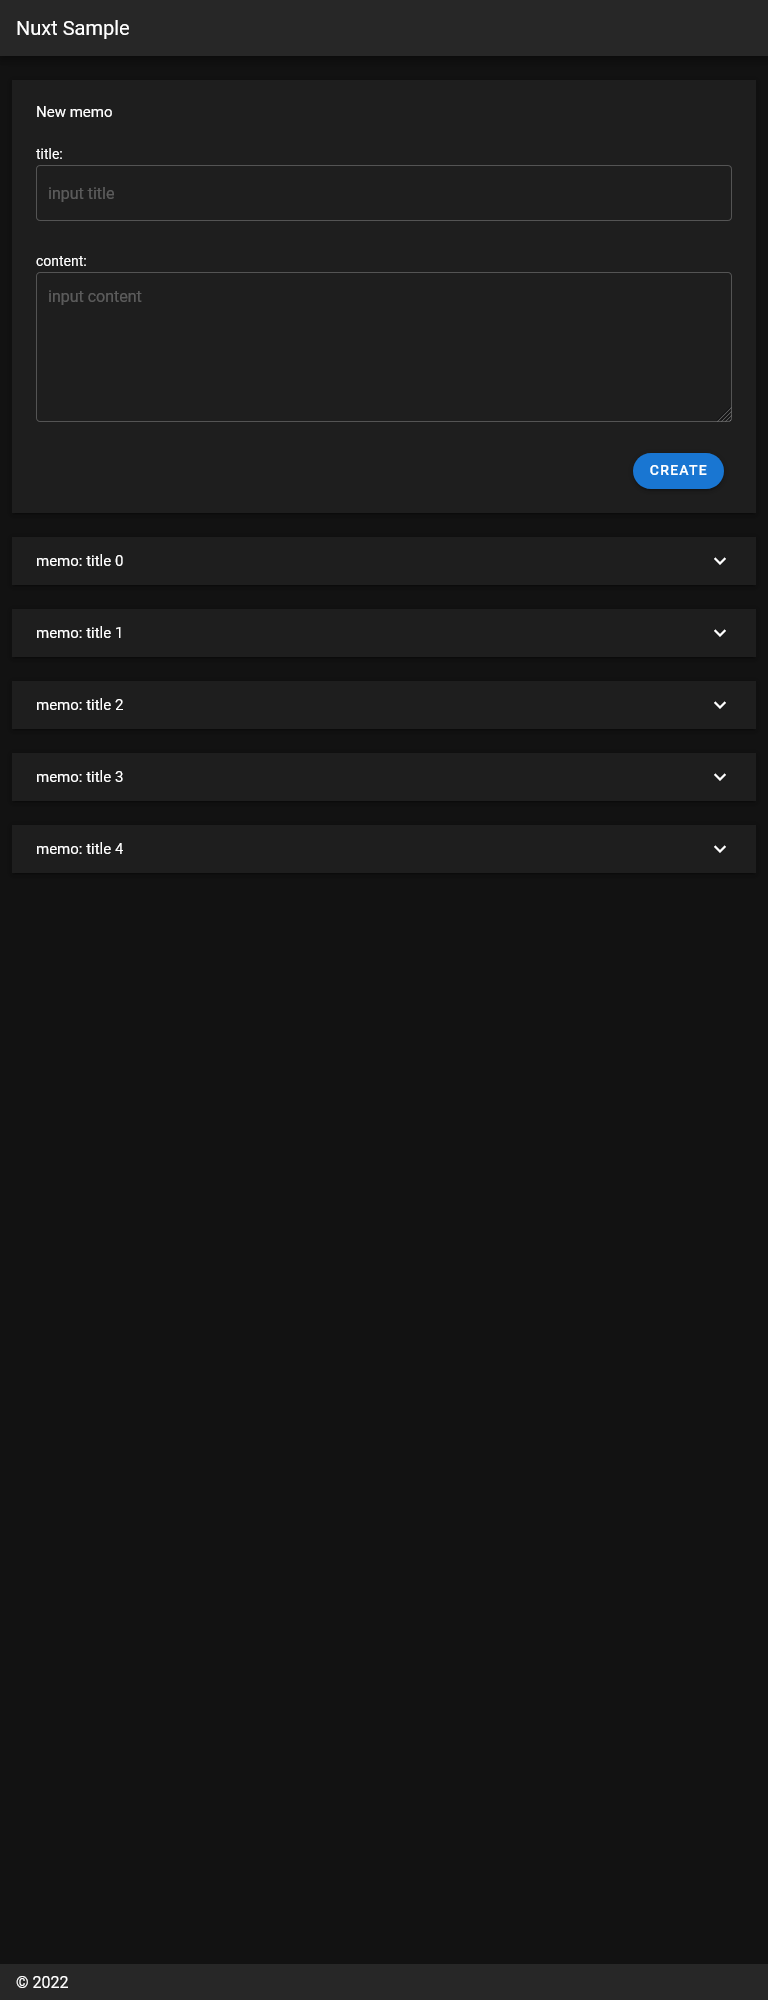 Nuxt Sample
New memo
title:
input title
content:
input content
CREATE
memo: title 0
memo: title 1
memo: title 2
memo: title 3
memo: title 4
© 2022